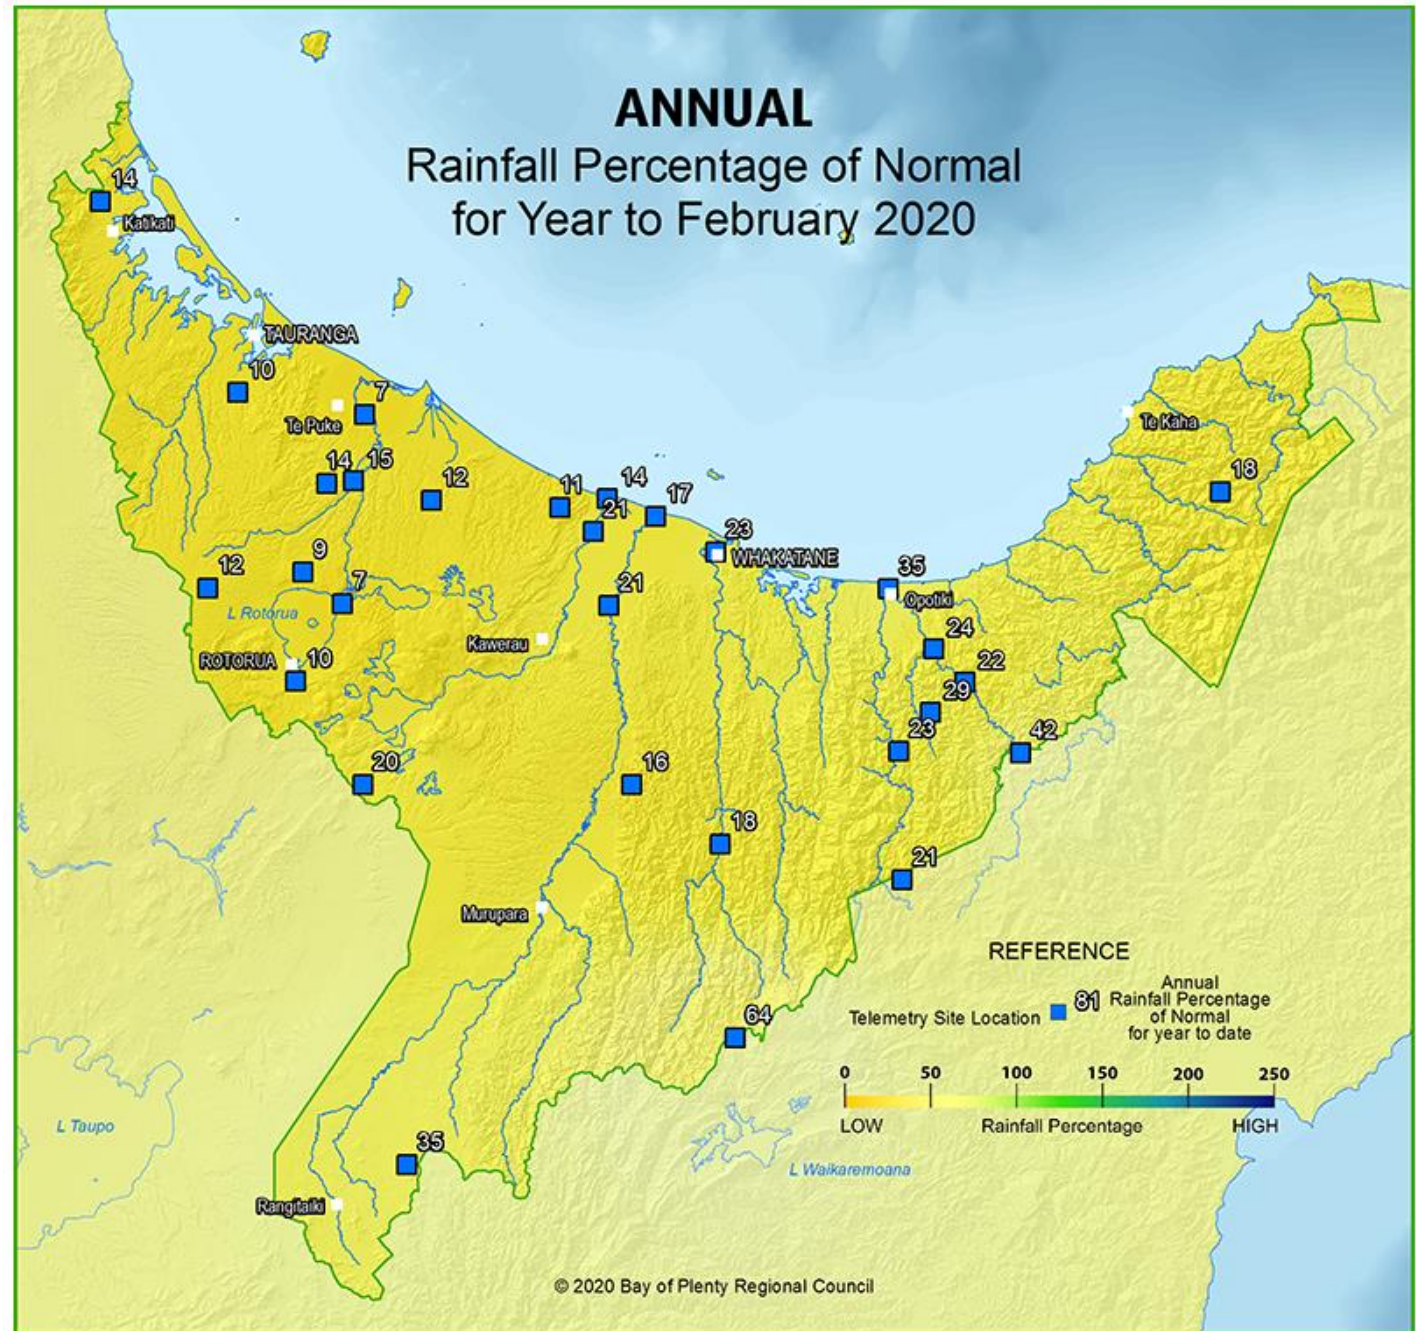 ANNUAL
Rainfall Percentage of Normal
for Year to February 2020
14
Katikati
TAURANGA
10
7
Te Puke
Te Kaha
14
15
12
11
14
21
17
18
23
WHAKATANE
12
9
7
L Rotorua
21
35
Opotiki
Kawerau
24
ROTORUA
10
22
29
23
42
20
16
18
21
Murupara
REFERENCE
Telemetry Site Location
81
Annual
Rainfall Percentage
of Normal
for year to date
64
0 50 100 150 200 250
LOW Rainfall Percentage HIGH
L Taupo
35
L Waikaremoana
Rangitaiki
© 2020 Bay of Plenty Regional Council